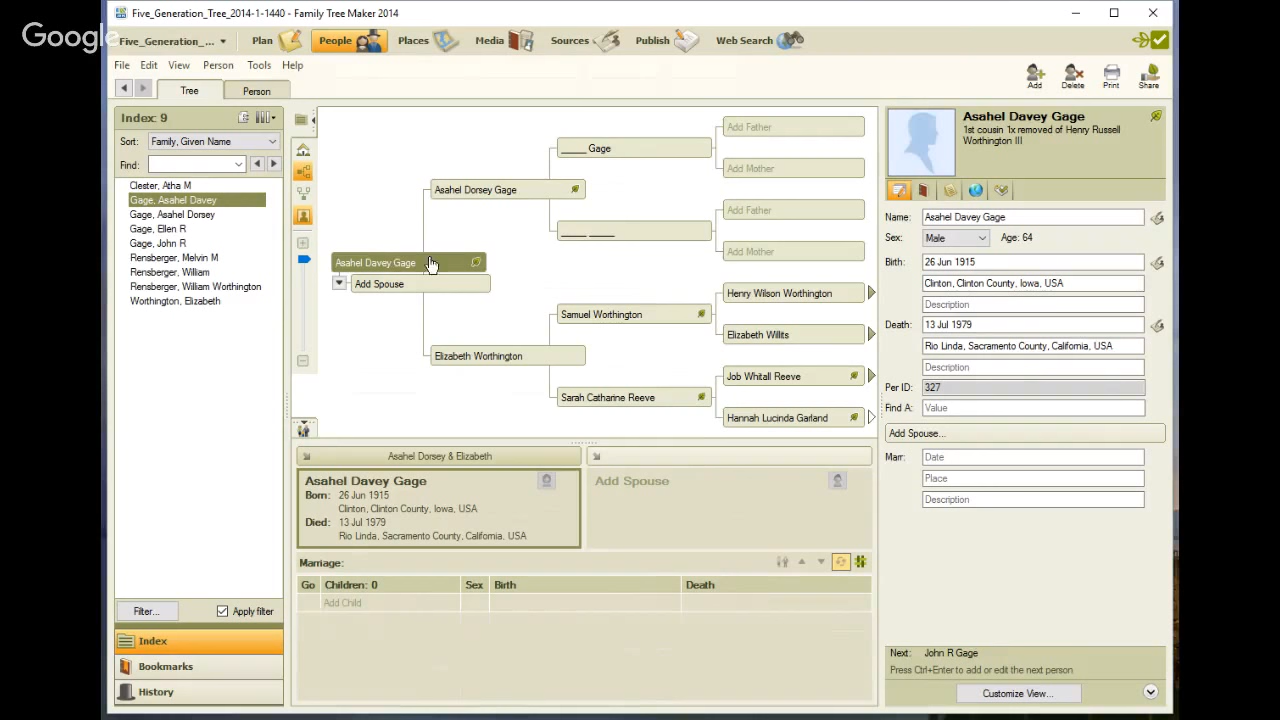 Five_Generation_Tree_2014-1-1440 - Family Tree Maker 2014
Google
Five_Generation_...
Plan
People
Places
Media
Sources
Publish
Web Search
File Edit View Person Tools Help
Tree
Person
Add
Delete
Print
Share
Index: 9
Sort: Family, Given Name
Find:
Clester, Atha M
Gage, Asahel Davey
Gage, Asahel Dorsey
Gage, Ellen R
Gage, John R
Rensberger, Melvin M
Rensberger, William
Rensberger, William Worthington
Worthington, Elizabeth
Filter...
Apply filter
Index
Bookmarks
History
Asahel Davey Gage
Add Spouse
Asahel Dorsey Gage
Elizabeth Worthington
_____ Gage
_____ _____
Samuel Worthington
Sarah Catharine Reeve
Add Father
Add Mother
Add Father
Add Mother
Henry Wilson Worthington
Elizabeth Willits
Job Whitall Reeve
Hannah Lucinda Garland
Asahel Dorsey & Elizabeth
Asahel Davey Gage
Born: 26 Jun 1915
Clinton, Clinton County, Iowa, USA
Died: 13 Jul 1979
Rio Linda, Sacramento County, California, USA
Add Spouse
Marriage:
Go Children: 0 Sex Birth Death
Add Child
Asahel Davey Gage
1st cousin 1x removed of Henry Russell
Worthington III
Name: Asahel Davey Gage
Sex: Male Age: 64
Birth: 26 Jun 1915
Clinton, Clinton County, Iowa, USA
Description
Death: 13 Jul 1979
Rio Linda, Sacramento County, California, USA
Description
Per ID: 327
Find A: Value
Add Spouse...
Marr: Date
Place
Description
Next: John R Gage
Press Ctrl+Enter to add or edit the next person
Customize View...